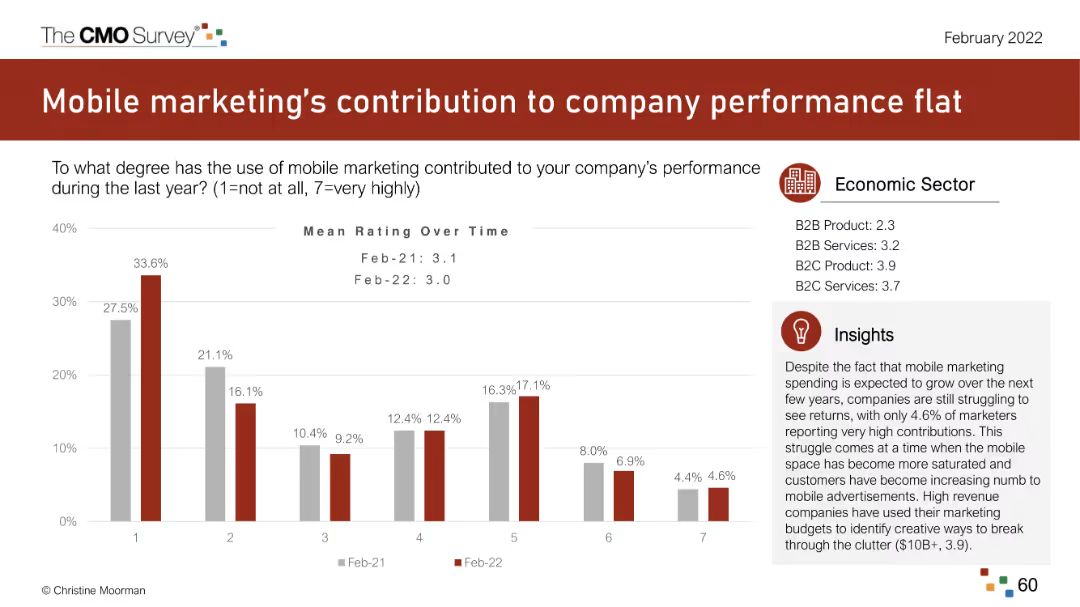 The CMO Survey®
February 2022
Mobile marketing's contribution to company performance flat
To what degree has the use of mobile marketing contributed to your company's performance
during the last year? (1=not at all, 7=very highly)
Mean Rating Over Time
Feb-21: 3.1
Feb-22: 3.0
40%
30%
20%
10%
0%
27.5%
33.6%
21.1%
16.1%
10.4%
9.2%
12.4%
12.4%
16.3%
17.1%
8.0%
6.9%
4.4%
4.6%
1
2
3
4
5
6
7
Feb-21
Feb-22
Economic Sector
B2B Product: 2.3
B2B Services: 3.2
B2C Product: 3.9
B2C Services: 3.7
Insights
Despite the fact that mobile marketing
spending is expected to grow over the next
few years, companies are still struggling to
see returns, with only 4.6% of marketers
reporting very high contributions. This
struggle comes at a time when the mobile
space has become more saturated and
customers have become increasing numb to
mobile advertisements. High revenue
companies have used their marketing
budgets to identify creative ways to break
through the clutter ($10B+, 3.9).
© Christine Moorman
60